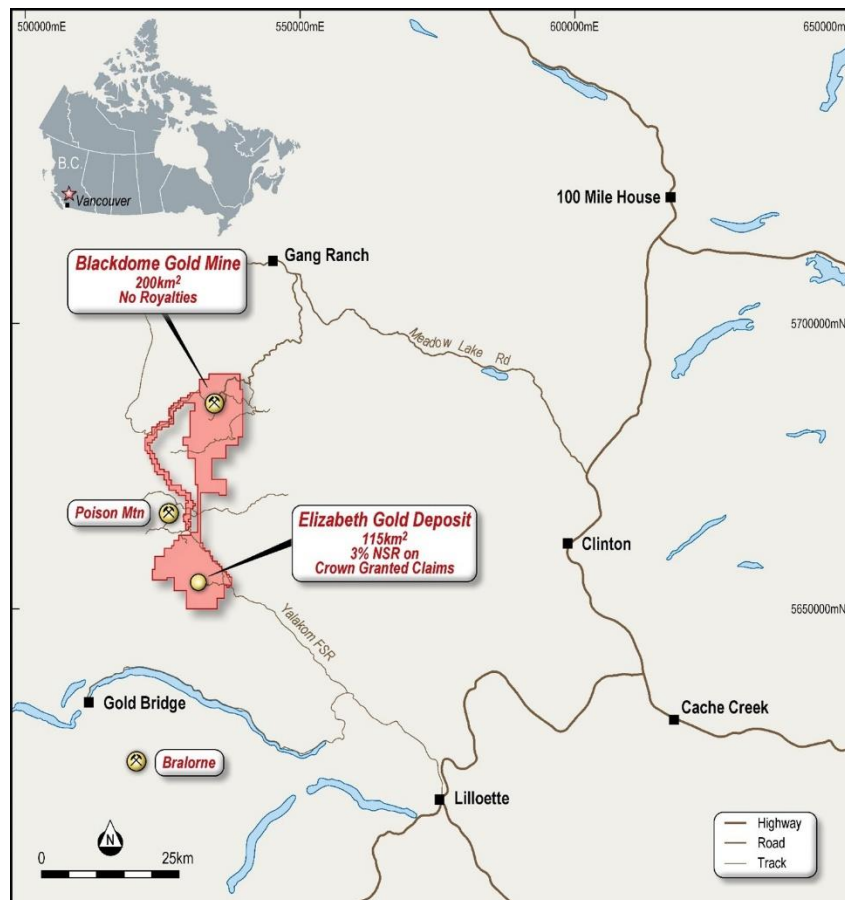 500000mE
550000mE
600000mE
650000mE
B.C.
Vancouver
100 Mile House
Gang Ranch
Blackdome Gold Mine
200km²
No Royalties
5700000mN
Meadow Lake Rd
Poison Mtn
Elizabeth Gold Deposit
115km²
3% NSR on
Crown Granted Claims
Clinton
5650000mN
Yalakom FSR
Gold Bridge
Cache Creek
Bralorne
Lilloette
N
0
25km
Highway
Road
Track